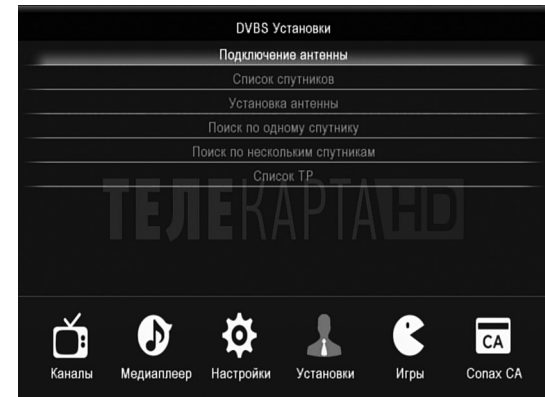 DVBS Установки
Подключение антенны
Список спутников
Установка антенны
Поиск по одному спутнику
Поиск по нескольким спутникам
Список TP
ТЕЛЕКАРТА HD
Каналы Медиаплеер Настройки Установки Игры Conax CA
CA